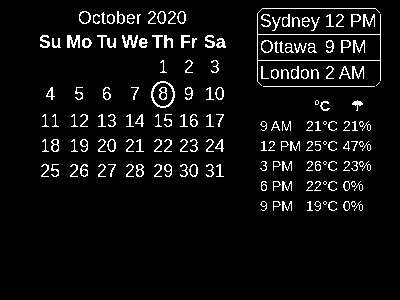 October 2020
Su Mo Tu We Th Fr Sa
1 2 3
4 5 6 7 8 9 10
11 12 13 14 15 16 17
18 19 20 21 22 23 24
25 26 27 28 29 30 31
Sydney 12 PM
Ottawa 9 PM
London 2 AM
°C ☂
9 AM 21°C 21%
12 PM 25°C 47%
3 PM 26°C 23%
6 PM 22°C 0%
9 PM 19°C 0%